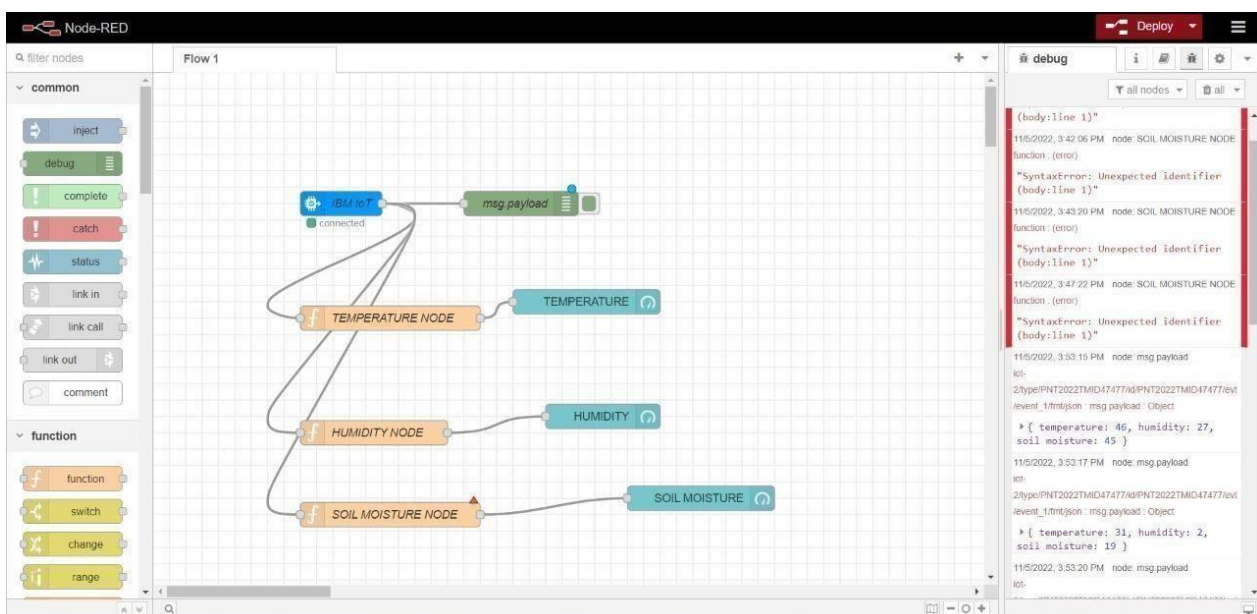 Node-RED
Deploy
filter nodes
common
inject
debug
complete
catch
status
link in
link call
link out
comment
function
function
switch
change
range
Flow 1
IBM IoT
connected
msg.payload
TEMPERATURE NODE
TEMPERATURE
HUMIDITY NODE
HUMIDITY
SOIL MOISTURE NODE
SOIL MOISTURE
debug
i
all nodes
all
(body:line 1)"
11/5/2022, 3:42:06 PM node: SOIL MOISTURE NODE
function : (error)
"SyntaxError: Unexpected identifier
(body:line 1)"
11/5/2022, 3:43:20 PM node: SOIL MOISTURE NODE
function : (error)
"SyntaxError: Unexpected identifier
(body:line 1)"
11/5/2022, 3:47:22 PM node: SOIL MOISTURE NODE
function : (error)
"SyntaxError: Unexpected identifier
(body:line 1)"
11/5/2022, 3:53:15 PM node: msg.payload
iot-
2/type/PNT2022TMID47477/id/PNT2022TMID47477/evt
/event_1/fmt/json : msg.payload : Object
{ temperature: 46, humidity: 27,
soil moisture: 45 }
11/5/2022, 3:53:17 PM node: msg.payload
iot-
2/type/PNT2022TMID47477/id/PNT2022TMID47477/evt
/event_1/fmt/json : msg.payload : Object
{ temperature: 31, humidity: 2,
soil moisture: 19 }
11/5/2022, 3:53:20 PM node: msg.payload
iot-